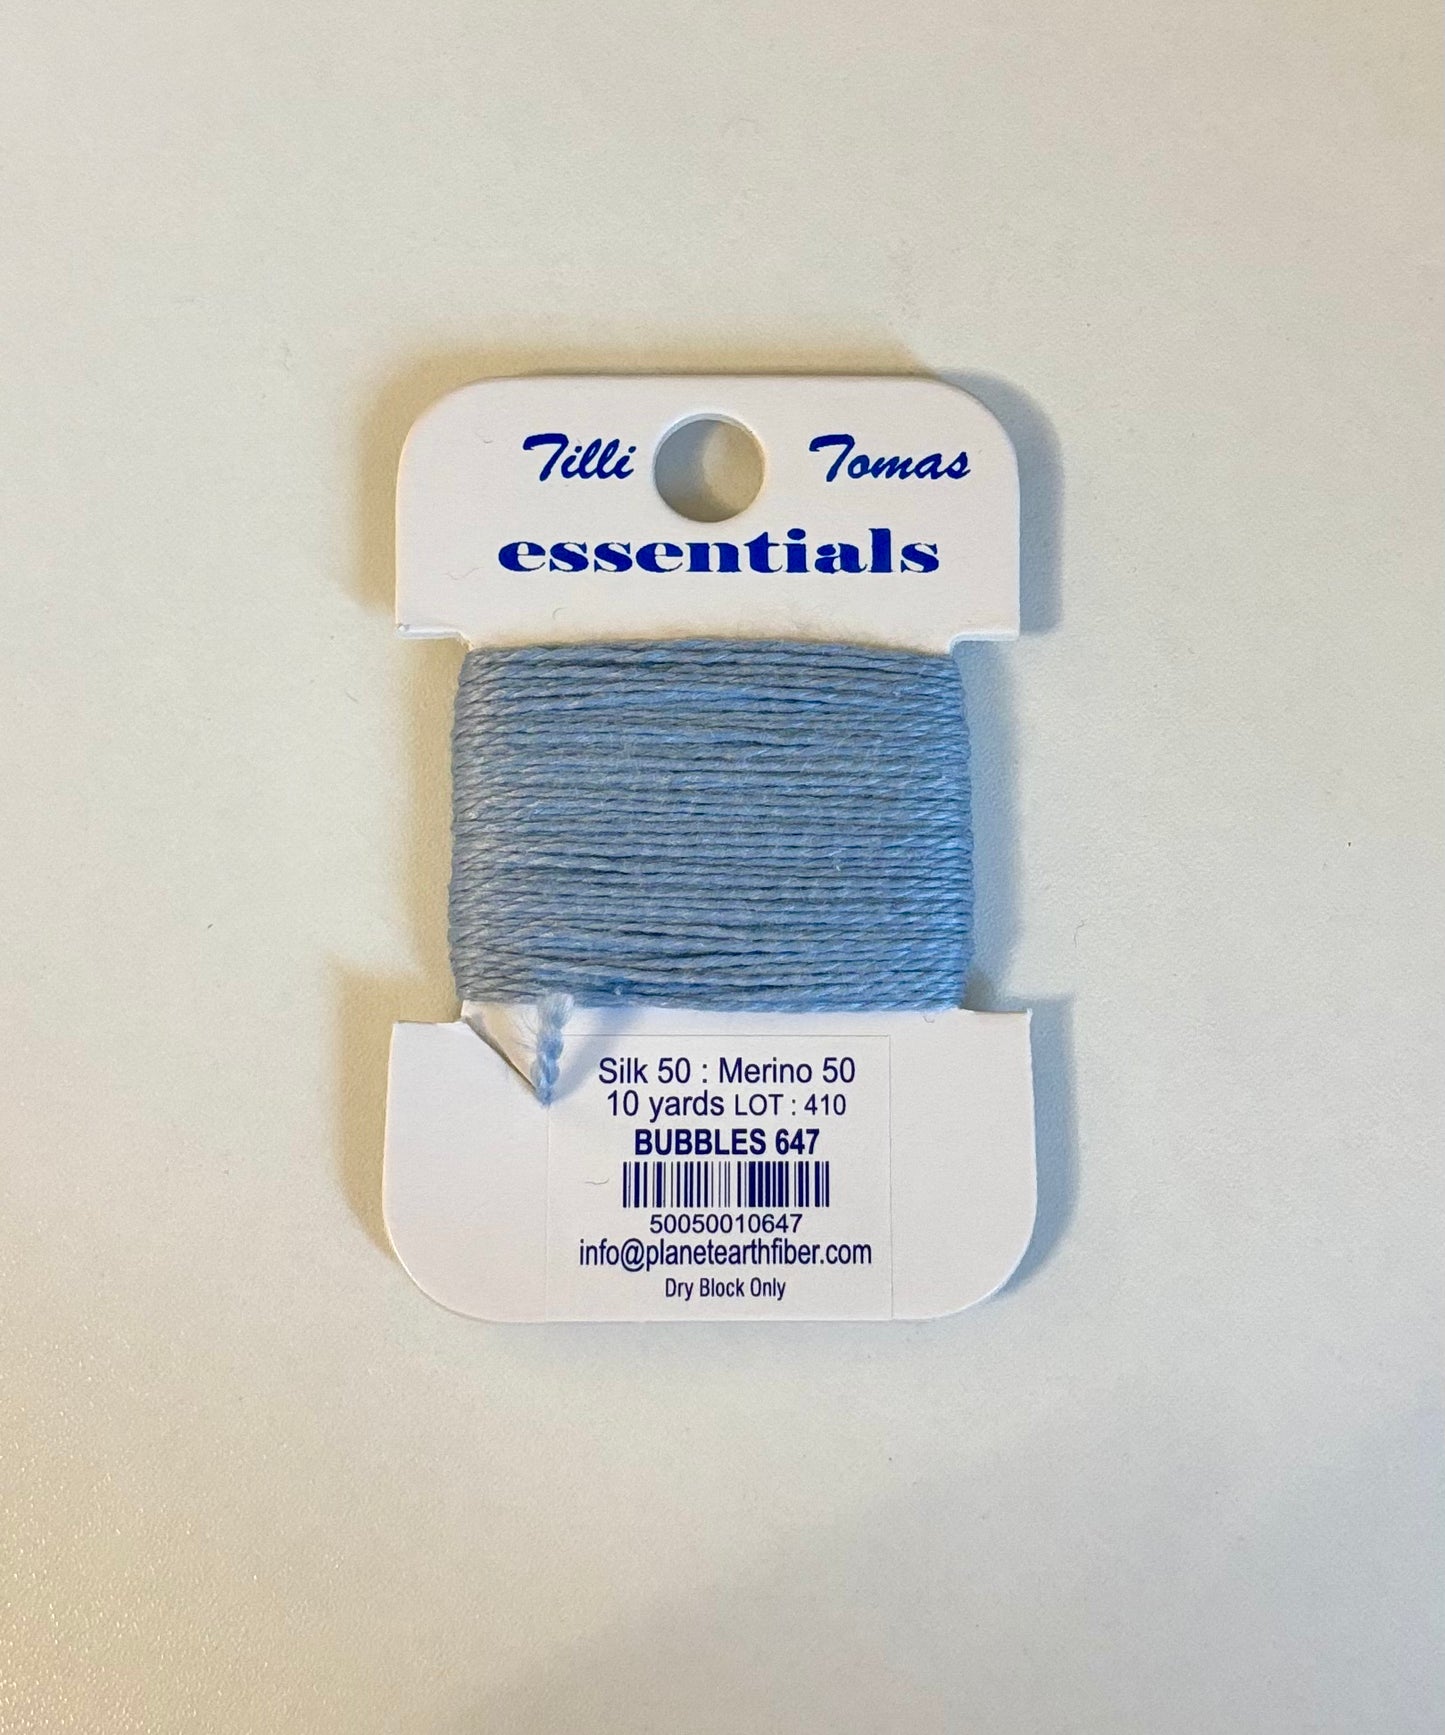 Tilli Tomas
essentials
Silk 50 : Merino 50
10 yards LOT : 410
BUBBLES 647
50050010647
info@planetearthfiber.com
Dry Block Only